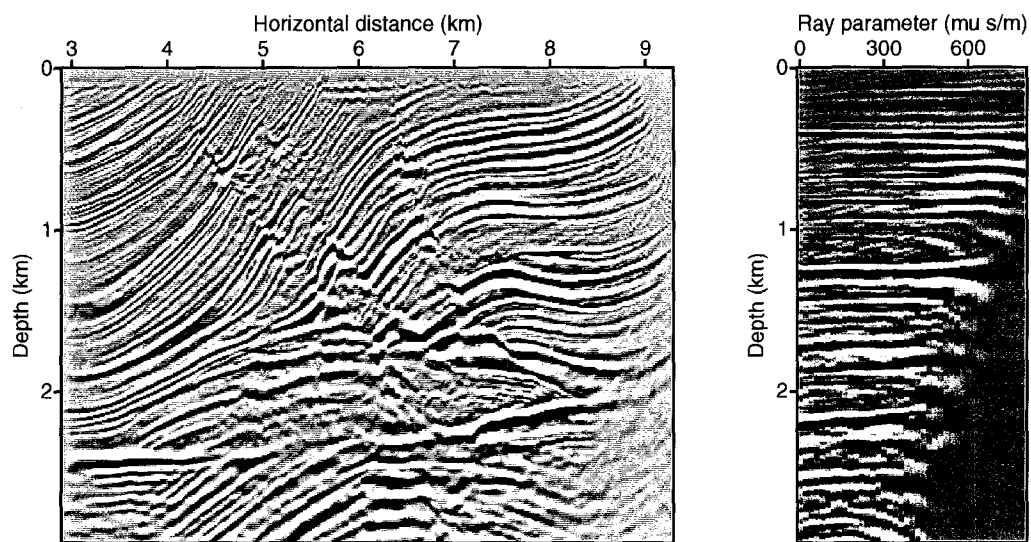 Horizontal distance (km)
3 4 5 6 7 8 9
0
1
2
Depth (km)
Ray parameter (mu s/m)
0 300 600
0
1
2
Depth (km)